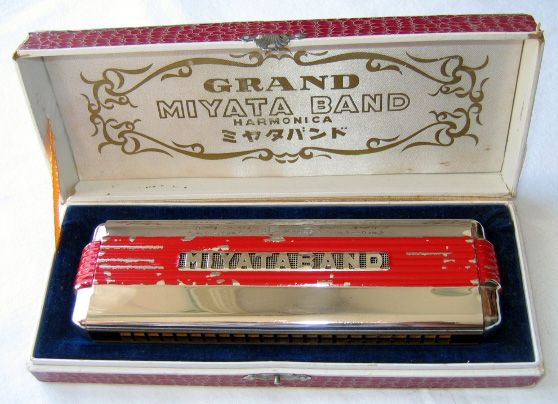 GRAND
MIYATA BAND
HARMONICA
ミヤタバンド
MIYATABAND